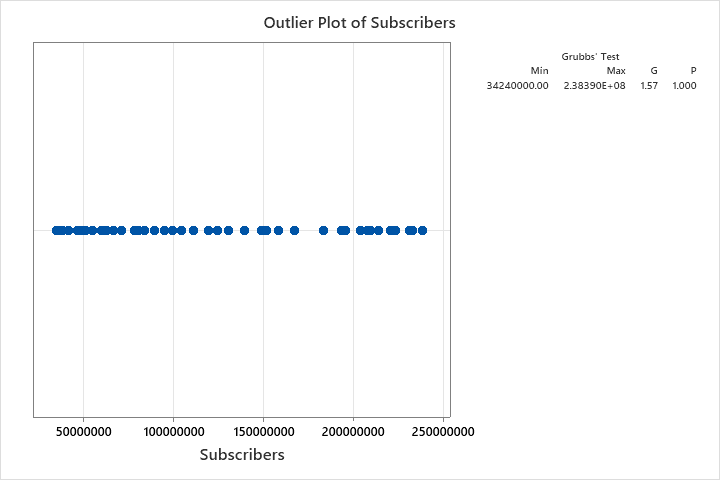 Outlier Plot of Subscribers
Grubbs' Test
Min Max G P
34240000.00 2.38390E+08 1.57 1.000
50000000 100000000 150000000 200000000 250000000
Subscribers